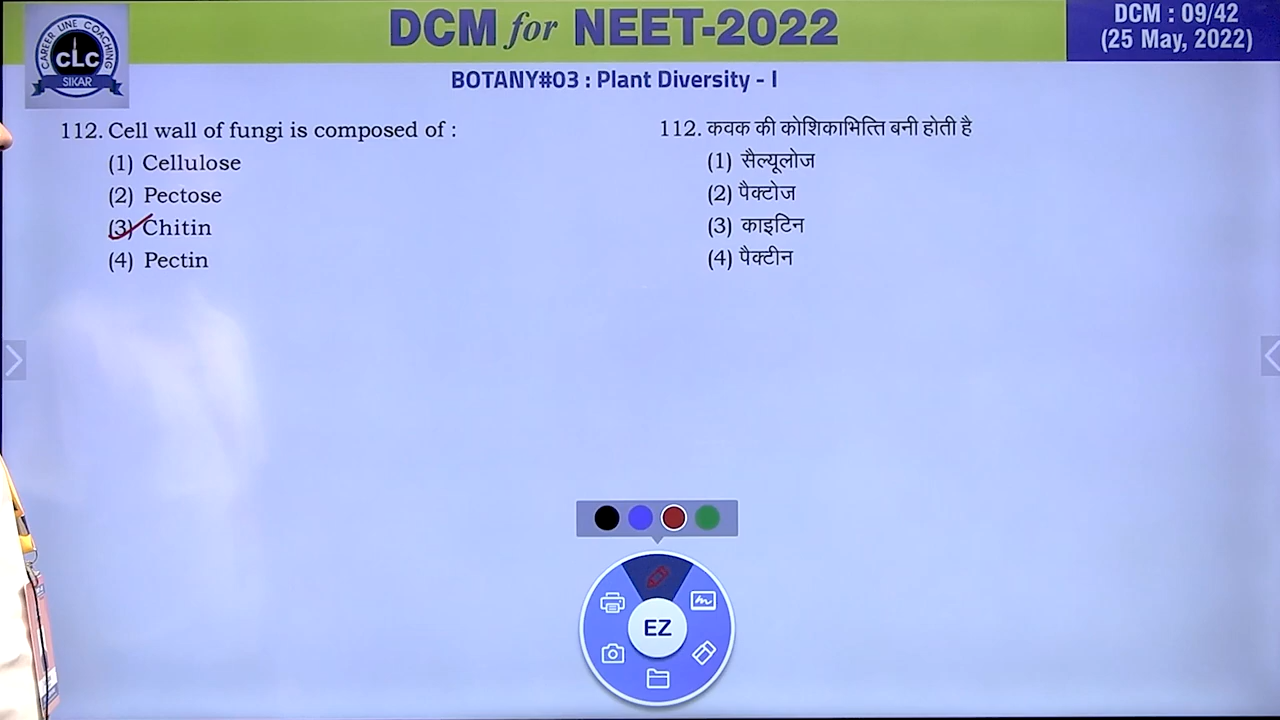 DCM for NEET-2022
DCM : 09/42
(25 May, 2022)
CAREER LINE COACHING
CLC
SIKAR
BOTANY#03 : Plant Diversity - I
112. Cell wall of fungi is composed of :
(1) Cellulose
(2) Pectose
(3) Chitin
(4) Pectin
112. कवक की कोशिकाभित्ति बनी होती है
(1) सैल्यूलोज
(2) पैक्टोज
(3) काइटिन
(4) पैक्टीन
EZ